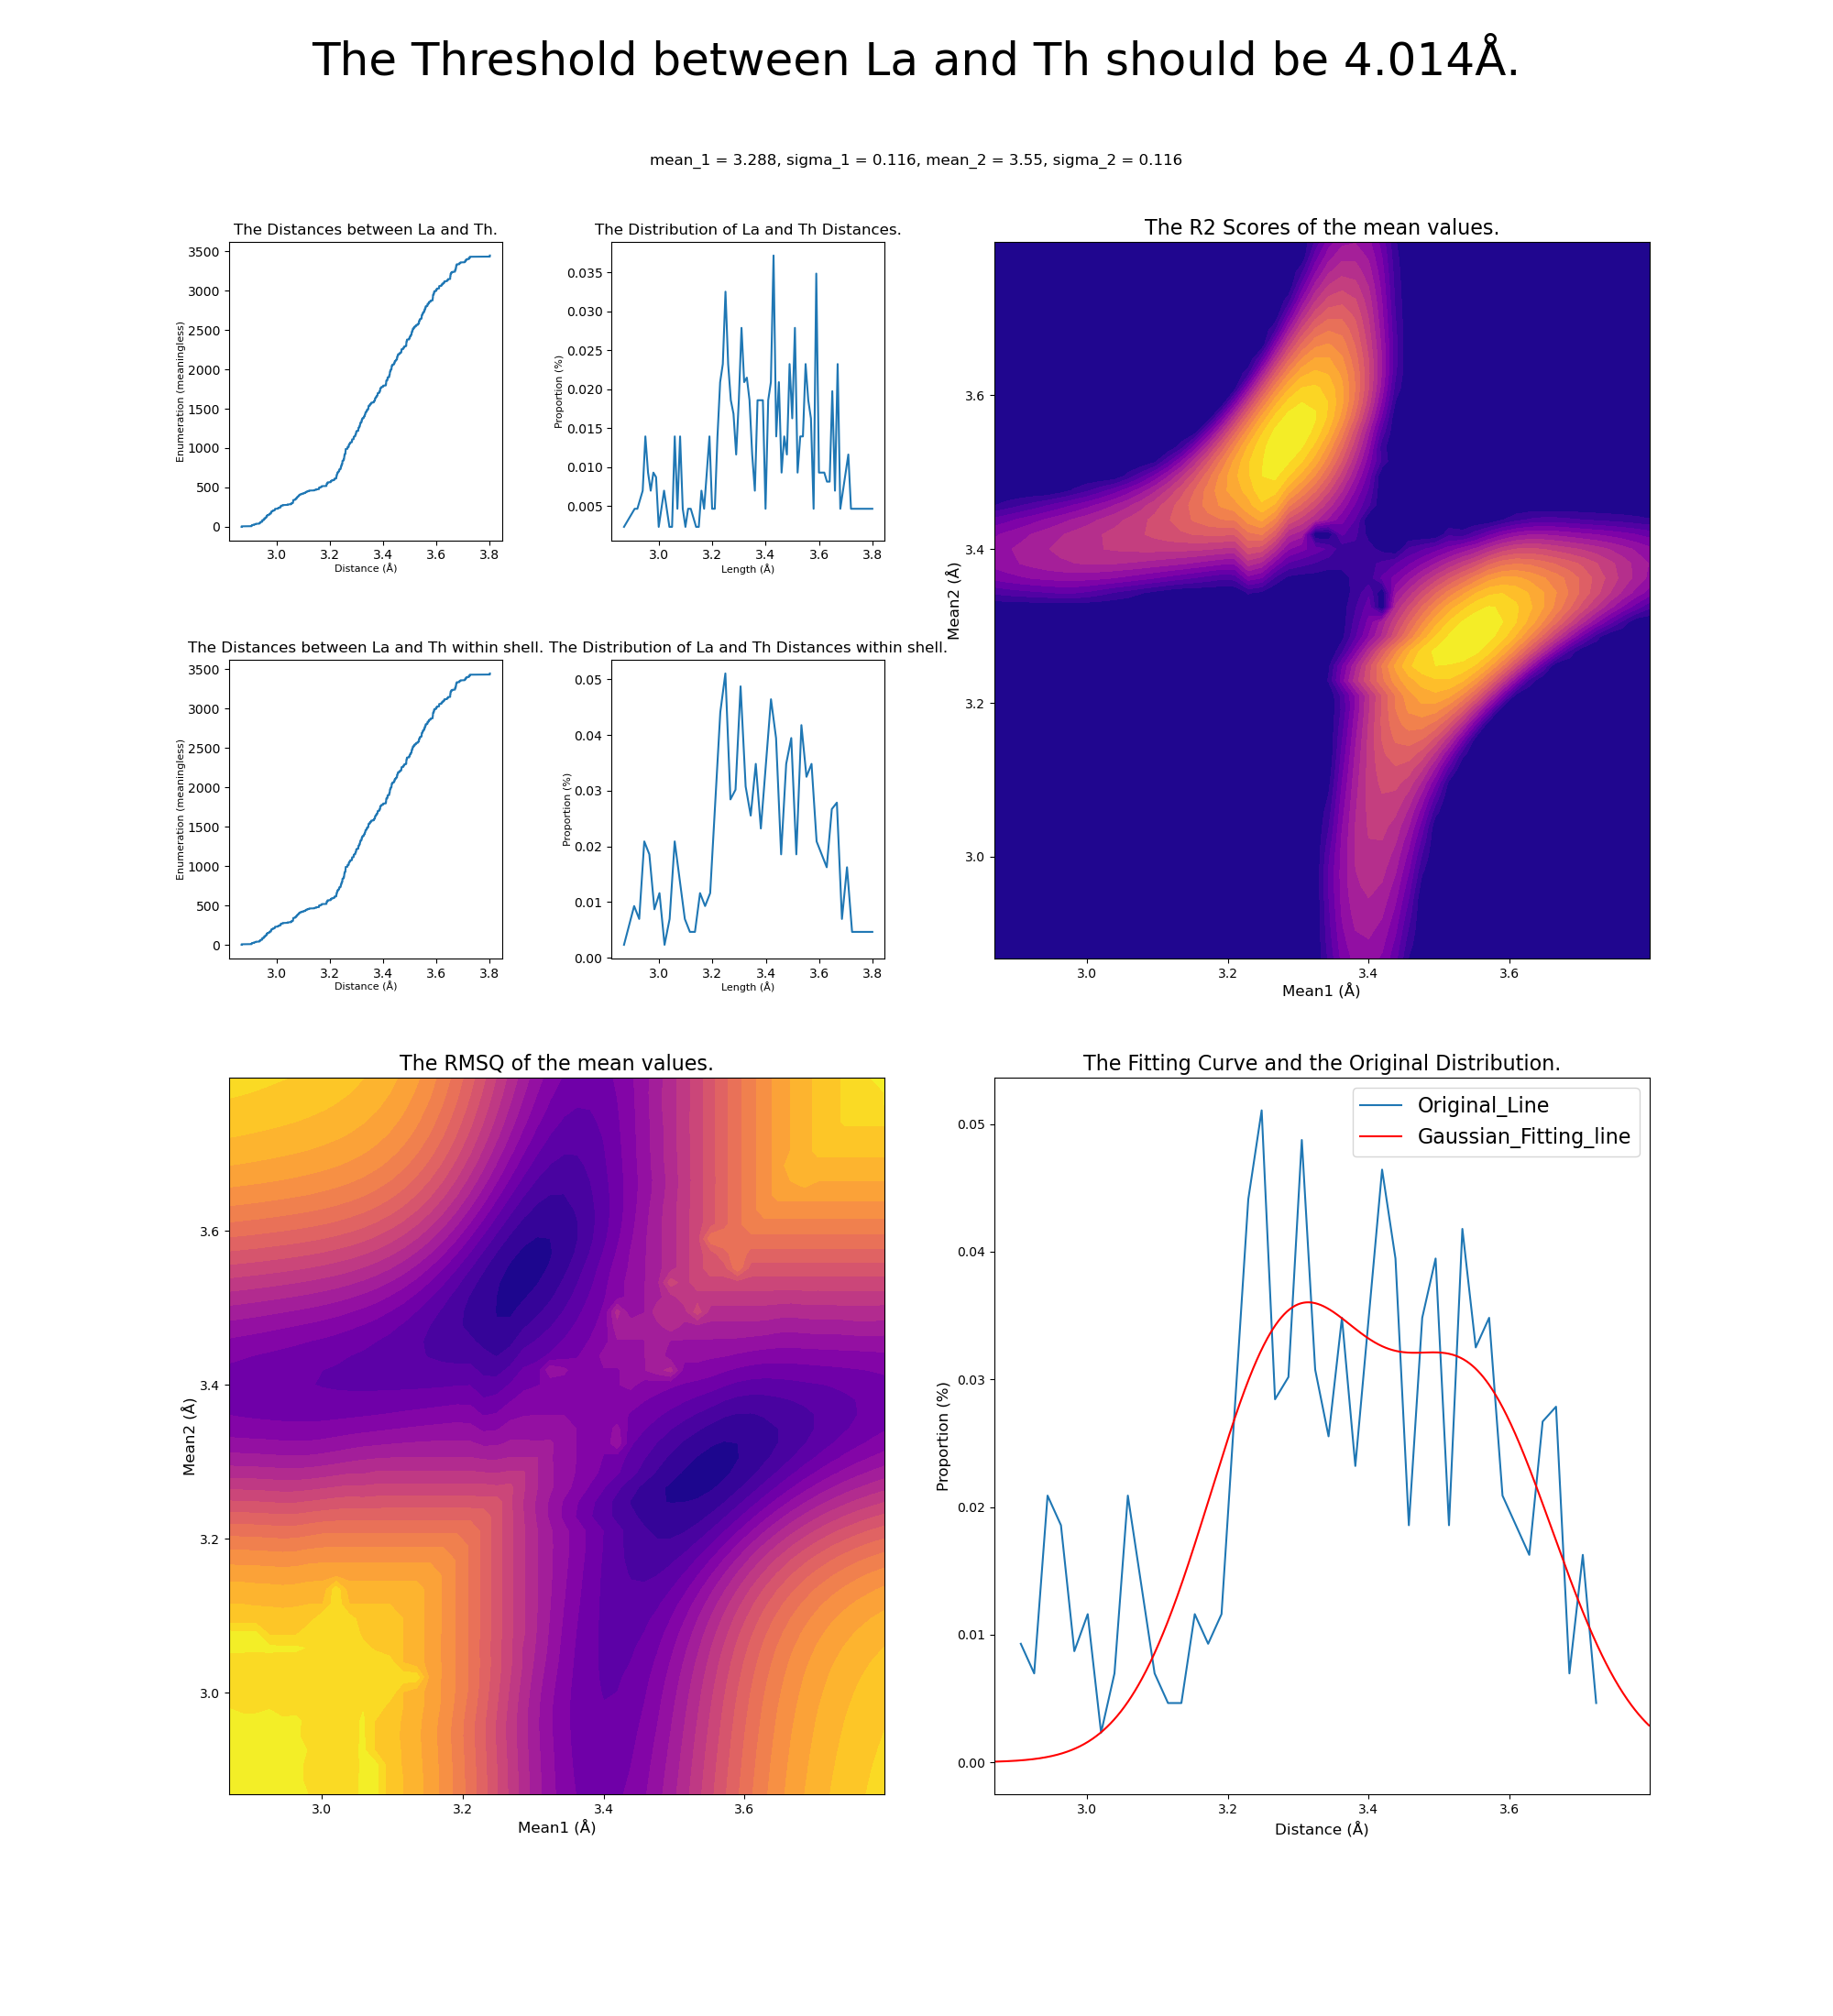 The Threshold between La and Th should be 4.014Å.
mean_1 = 3.288, sigma_1 = 0.116, mean_2 = 3.55, sigma_2 = 0.116
The Distances between La and Th.
3500
3000
2500
2000
1500
1000
500
0
Enumeration (meaningless)
3.0 3.2 3.4 3.6 3.8
Distance (Å)
The Distribution of La and Th Distances.
0.035
0.030
0.025
0.020
0.015
0.010
0.005
Proportion (%)
3.0 3.2 3.4 3.6 3.8
Length (Å)
The R2 Scores of the mean values.
3.6
3.4
3.2
3.0
Mean2 (Å)
3.0 3.2 3.4 3.6
Mean1 (Å)
The Distances between La and Th within shell.
3500
3000
2500
2000
1500
1000
500
0
Enumeration (meaningless)
3.0 3.2 3.4 3.6 3.8
Distance (Å)
The Distribution of La and Th Distances within shell.
0.05
0.04
0.03
0.02
0.01
0.00
Proportion (%)
3.0 3.2 3.4 3.6 3.8
Length (Å)
The RMSQ of the mean values.
3.6
3.4
3.2
3.0
Mean2 (Å)
3.0 3.2 3.4 3.6
Mean1 (Å)
The Fitting Curve and the Original Distribution.
Original_Line
Gaussian_Fitting_line
0.05
0.04
0.03
0.02
0.01
0.00
Proportion (%)
3.0 3.2 3.4 3.6
Distance (Å)